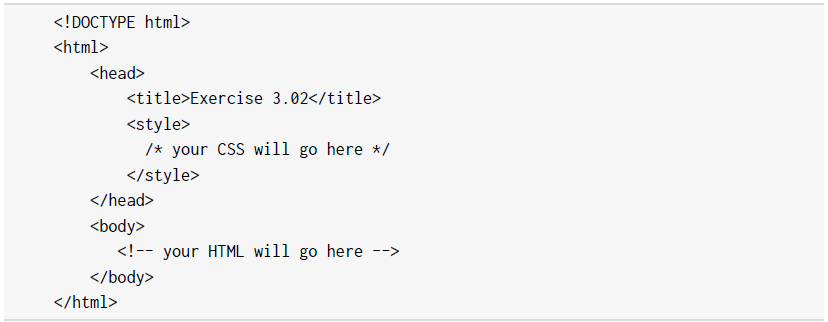 <!DOCTYPE html>
<html>
    <head>
        <title>Exercise 3.02</title>
        <style>
          /* your CSS will go here */
        </style>
    </head>
    <body>
       <!-- your HTML will go here -->
    </body>
</html>